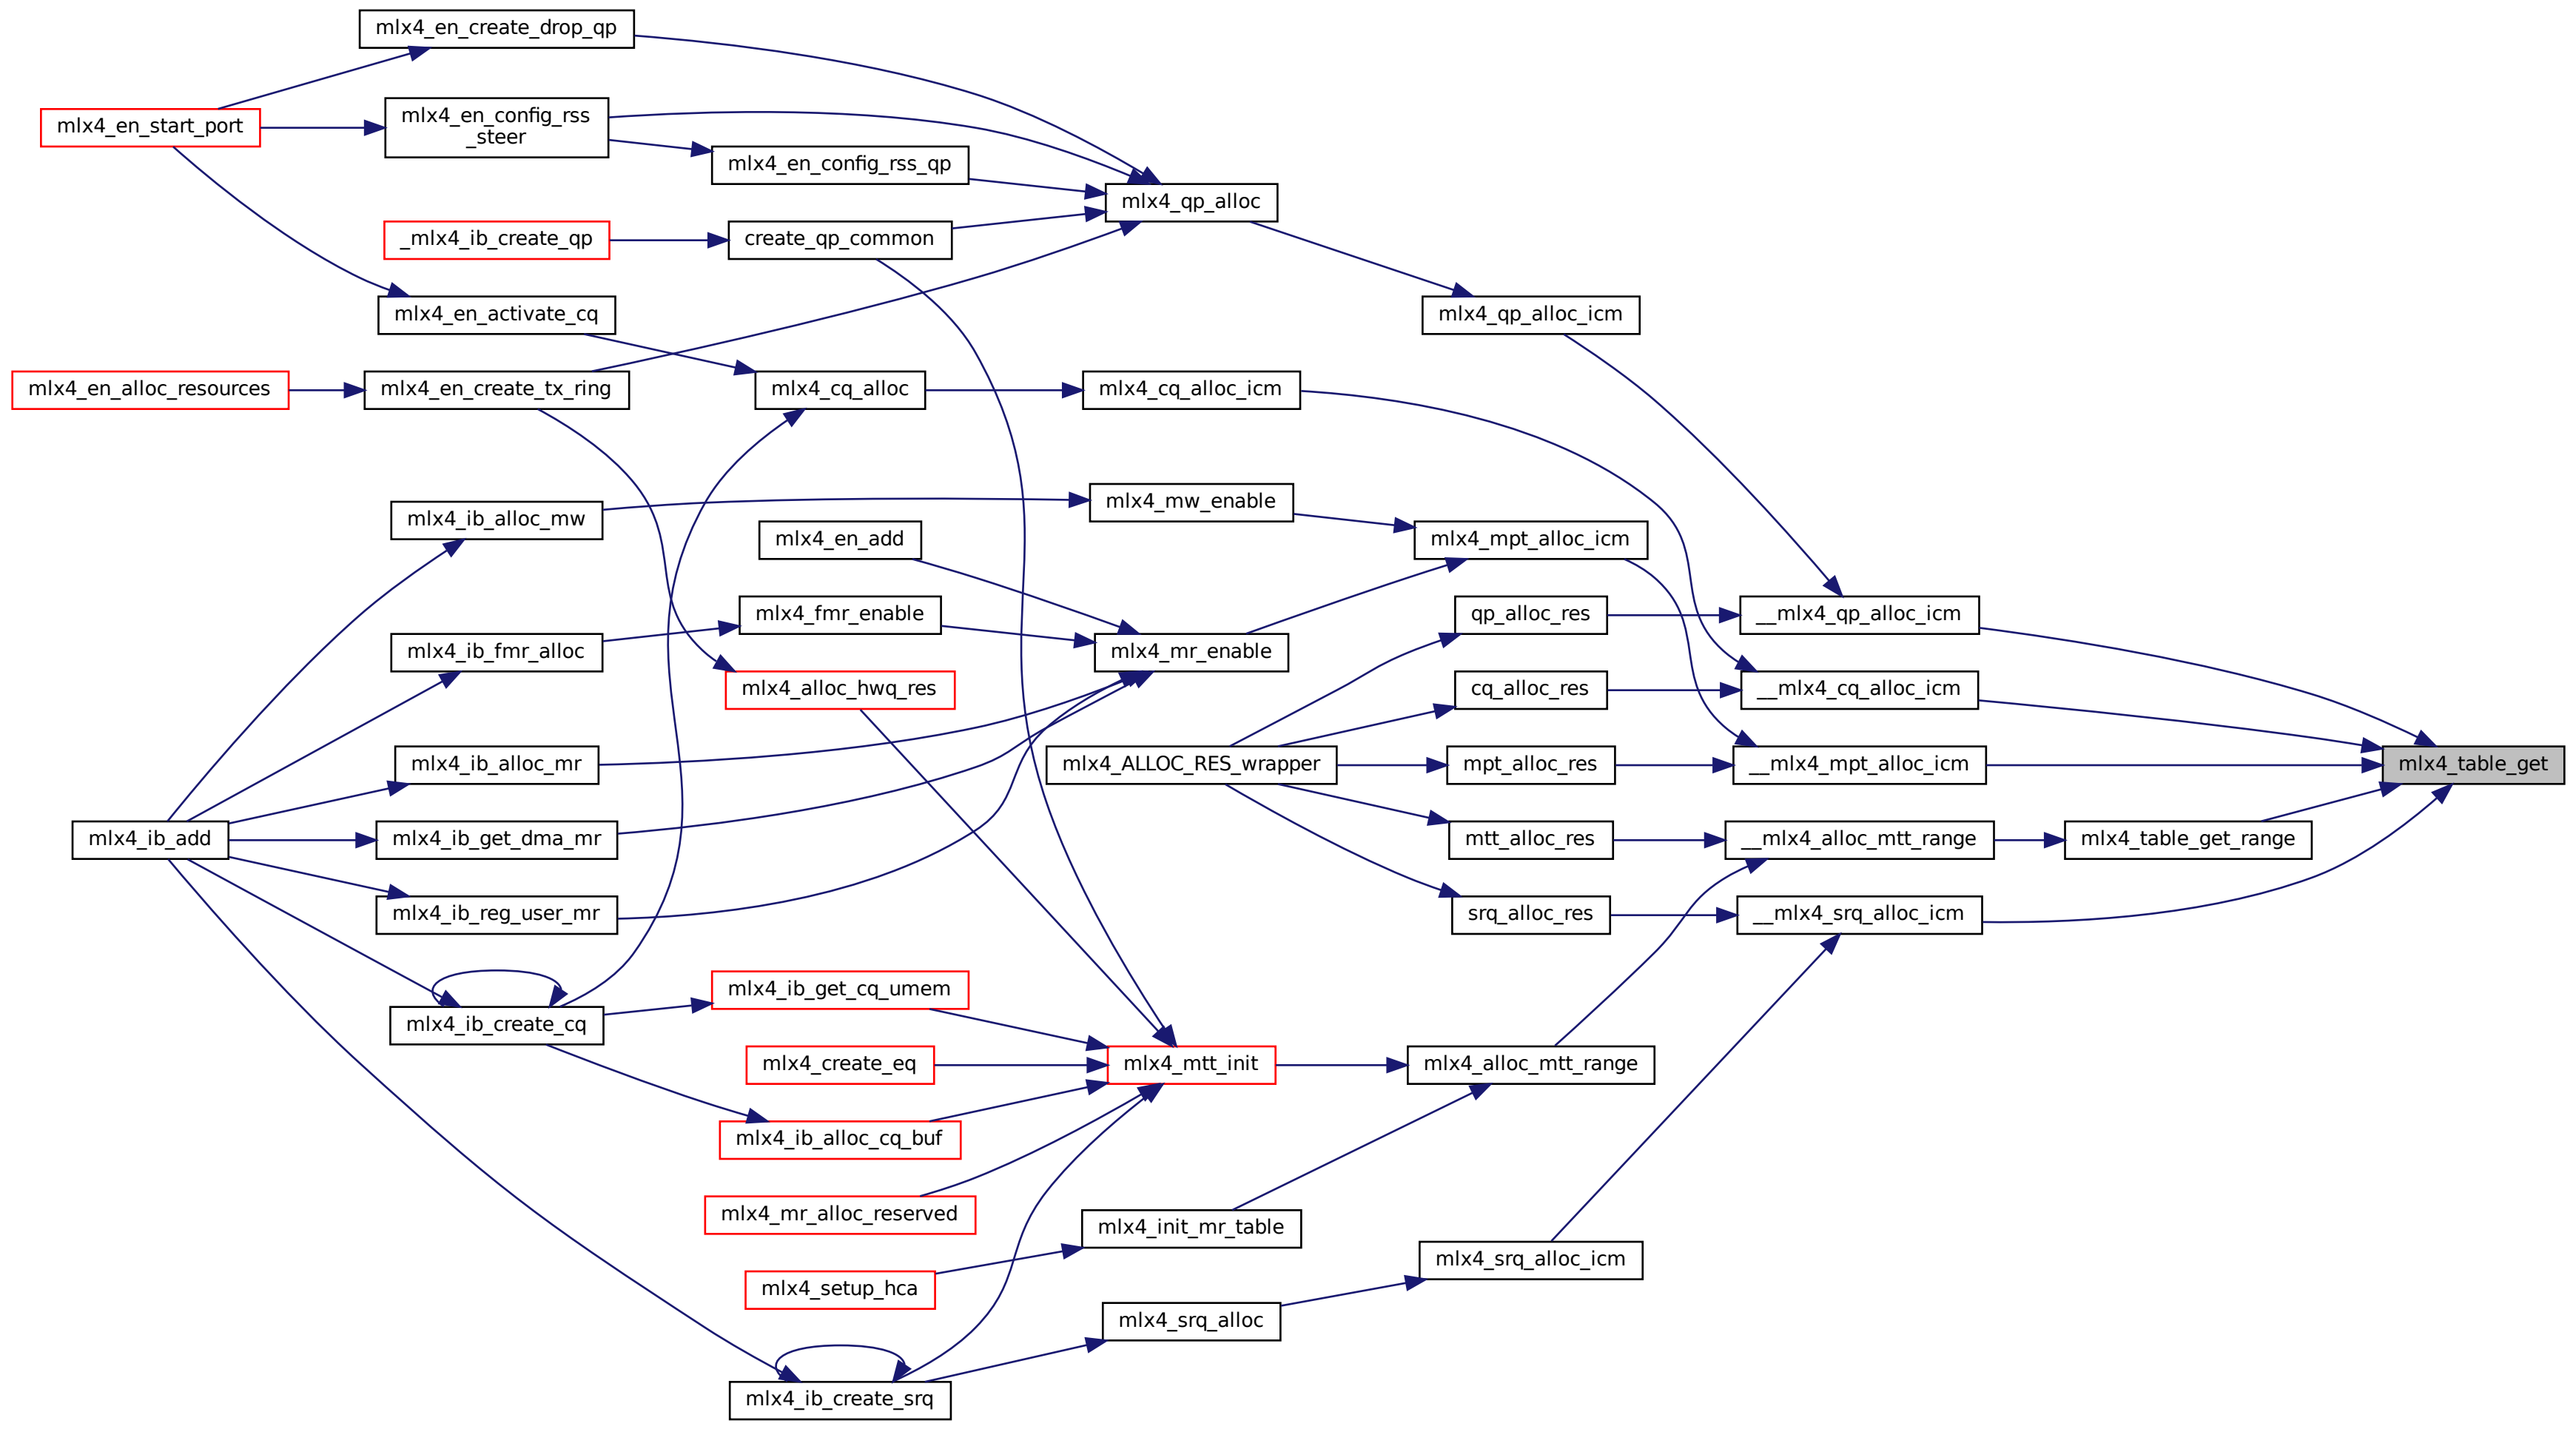 mlx4_en_create_drop_qp
mlx4_en_start_port
mlx4_en_config_rss
_steer
mlx4_en_config_rss_qp
mlx4_qp_alloc
_mlx4_ib_create_qp
create_qp_common
mlx4_en_activate_cq
mlx4_qp_alloc_icm
mlx4_en_alloc_resources
mlx4_en_create_tx_ring
mlx4_cq_alloc
mlx4_cq_alloc_icm
mlx4_ib_alloc_mw
mlx4_mw_enable
mlx4_en_add
mlx4_mpt_alloc_icm
mlx4_fmr_enable
qp_alloc_res
__mlx4_qp_alloc_icm
mlx4_ib_fmr_alloc
mlx4_mr_enable
mlx4_alloc_hwq_res
cq_alloc_res
__mlx4_cq_alloc_icm
mlx4_ib_alloc_mr
mlx4_ALLOC_RES_wrapper
mpt_alloc_res
__mlx4_mpt_alloc_icm
mlx4_table_get
mlx4_ib_add
mlx4_ib_get_dma_mr
mtt_alloc_res
__mlx4_alloc_mtt_range
mlx4_table_get_range
mlx4_ib_reg_user_mr
srq_alloc_res
__mlx4_srq_alloc_icm
mlx4_ib_get_cq_umem
mlx4_ib_create_cq
mlx4_create_eq
mlx4_mtt_init
mlx4_alloc_mtt_range
mlx4_ib_alloc_cq_buf
mlx4_mr_alloc_reserved
mlx4_init_mr_table
mlx4_srq_alloc_icm
mlx4_setup_hca
mlx4_srq_alloc
mlx4_ib_create_srq